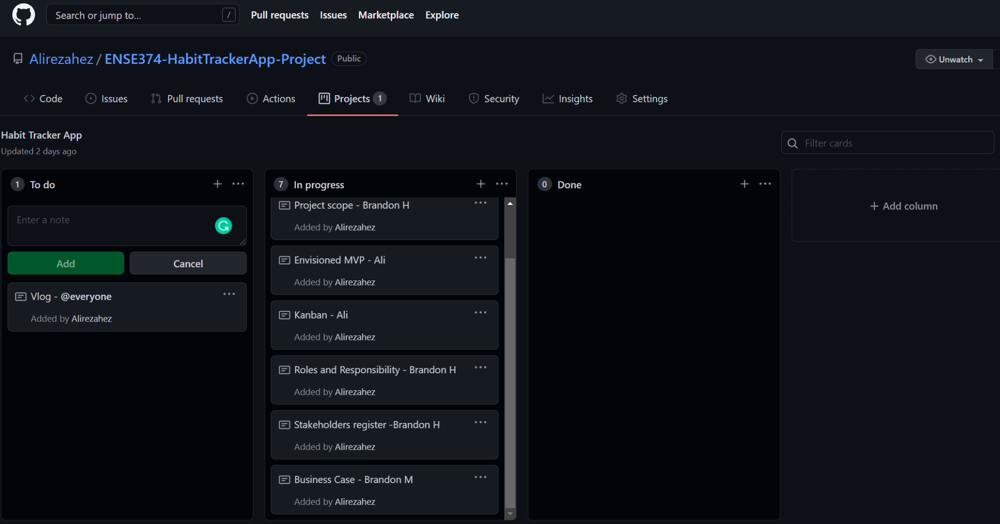 Search or jump to... /
Pull requests Issues Marketplace Explore
Alirezahez / ENSE374-HabitTrackerApp-Project Public
Unwatch
Code Issues Pull requests Actions Projects 1 Wiki Security Insights Settings
Habit Tracker App
Updated 2 days ago
Filter cards
1 To do
Enter a note
Add Cancel
Vlog - @everyone
Added by Alirezahez
7 In progress
Project scope - Brandon H
Added by Alirezahez
Envisioned MVP - Ali
Added by Alirezahez
Kanban - Ali
Added by Alirezahez
Roles and Responsibility - Brandon H
Added by Alirezahez
Stakeholders register -Brandon H
Added by Alirezahez
Business Case - Brandon M
Added by Alirezahez
0 Done
+ Add column